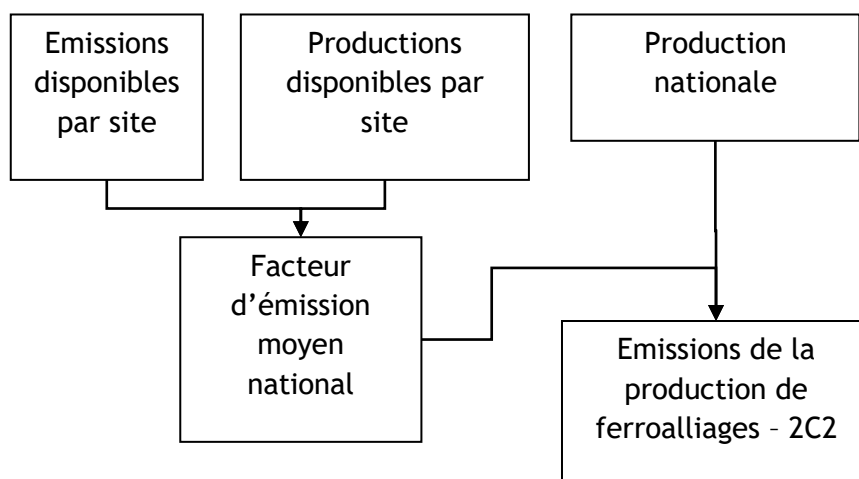 Emissions
disponibles
par site
Productions
disponibles par
site
Production
nationale
Facteur
d’émission
moyen
national
Emissions de la
production de
ferroalliages – 2C2